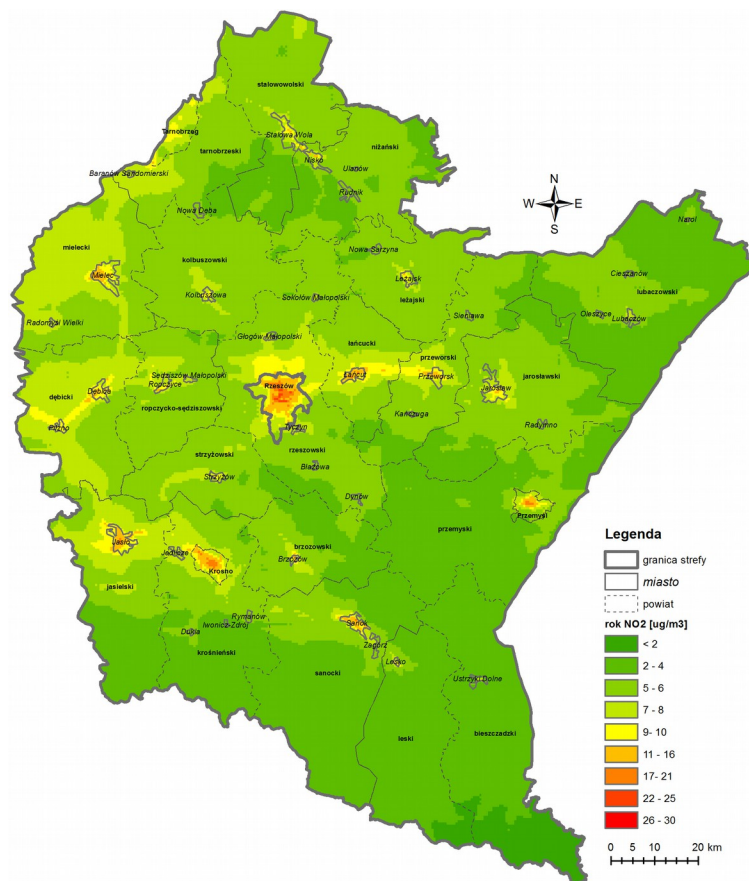 stalowowolski
Tarnobrzeg
Stalowa Wola
tarnobrzeski
niżański
Nisko
Ulanów
Baranów Sandomierski
Rudnik
N
W E
S
Nowa Dęba
Narol
mielecki
Nowa Sarzyna
kolbuszowski
Mielec
Leżajsk
Cieszanów
lubaczowski
Kolbuszowa
Sokołów Małopolski
leżajski
Radomyśl Wielki
Sieniawa
Oleszyce
Lubaczów
Głogów Małopolski
łańcucki
przeworski
jarosławski
Sędziszów Małopolski
Łańcut
Przeworsk
dębicki
Dębica
Ropczyce
Rzeszów
Jarosław
ropczycko-sędziszowski
Kańczuga
Pilzno
Tyczyn
Radymno
strzyżowski
rzeszowski
Strzyżów
Błażowa
Dynów
Przemyśl
przemyski
Jasło
Jedlicze
brzozowski
Brzozów
Krosno
jasielski
Rymanów
Iwonicz-Zdrój
Dukla
Sanok
krośnieński
Zagórz
Lesko
sanocki
Ustrzyki Dolne
leski
bieszczadzki
Legenda
granica strefy
miasto
powiat
rok NO2 [ug/m3]
< 2
2 - 4
5 - 6
7 - 8
9- 10
11 - 16
17 - 21
22 - 25
26 - 30
0 5 10 20 km